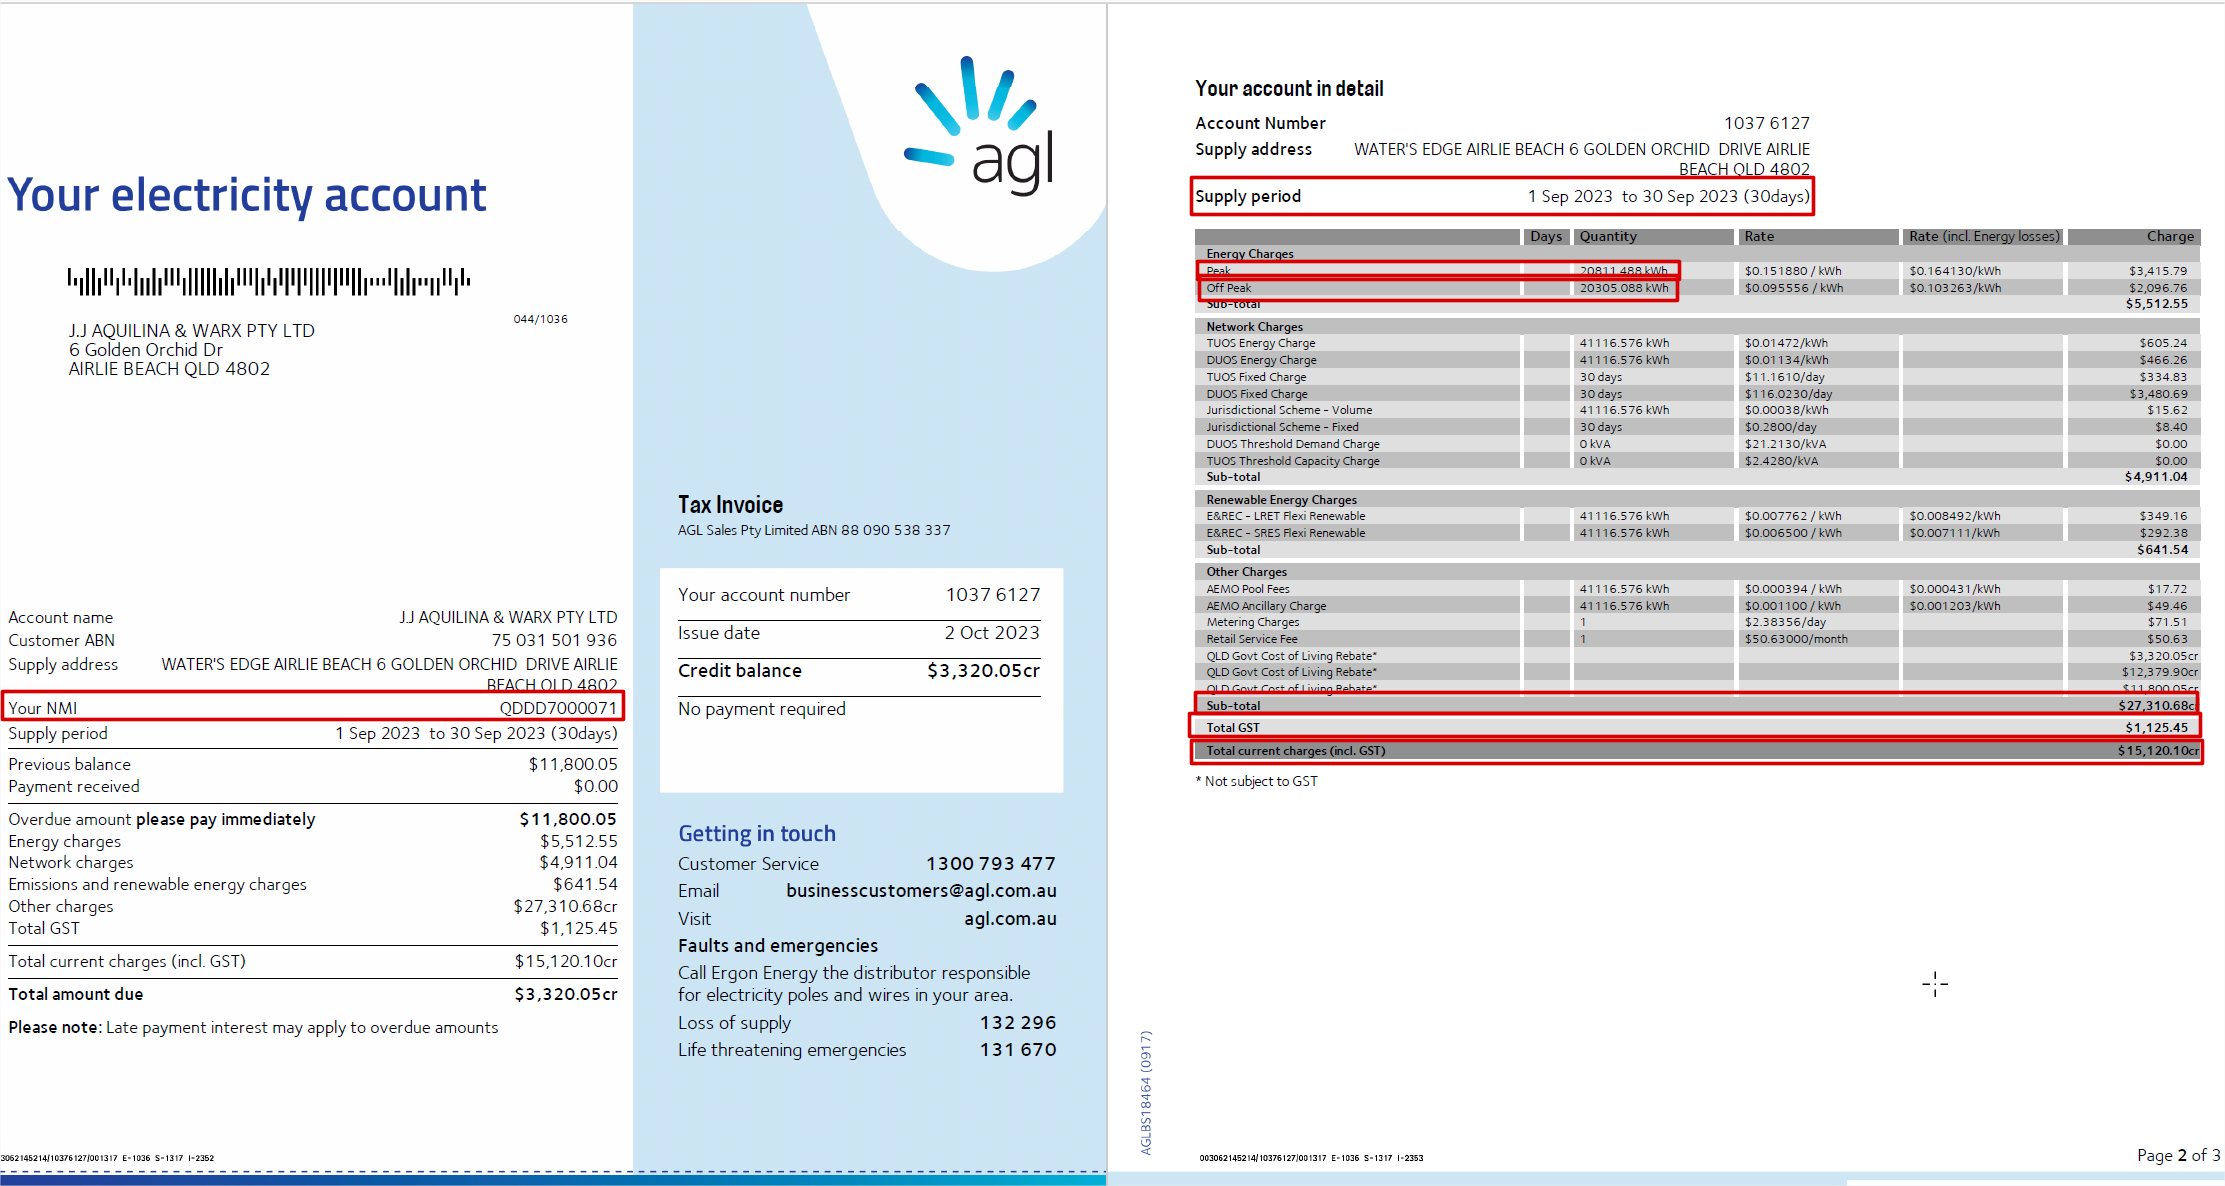 agl
Your electricity account
044/1036
J.J AQUILINA & WARX PTY LTD
6 Golden Orchid Dr
AIRLIE BEACH QLD 4802
Account name J.J AQUILINA & WARX PTY LTD
Customer ABN 75 031 501 936
Supply address WATER'S EDGE AIRLIE BEACH 6 GOLDEN ORCHID DRIVE AIRLIE
BEACH QLD 4802
Your NMI QDDD7000071
Supply period 1 Sep 2023 to 30 Sep 2023 (30days)
Previous balance $11,800.05
Payment received $0.00
Overdue amount please pay immediately $11,800.05
Energy charges $5,512.55
Network charges $4,911.04
Emissions and renewable energy charges $641.54
Other charges $27,310.68cr
Total GST $1,125.45
Total current charges (incl. GST) $15,120.10cr
Total amount due $3,320.05cr
Please note: Late payment interest may apply to overdue amounts
3062145214/10376127/001317 E-1036 S-1317 I-2352
Tax Invoice
AGL Sales Pty Limited ABN 88 090 538 337
Your account number 1037 6127
Issue date 2 Oct 2023
Credit balance $3,320.05cr
No payment required
Getting in touch
Customer Service 1300 793 477
Email businesscustomers@agl.com.au
Visit agl.com.au
Faults and emergencies
Call Ergon Energy the distributor responsible
for electricity poles and wires in your area.
Loss of supply 132 296
Life threatening emergencies 131 670
Your account in detail
Account Number 1037 6127
Supply address WATER'S EDGE AIRLIE BEACH 6 GOLDEN ORCHID DRIVE AIRLIE
BEACH QLD 4802
Supply period 1 Sep 2023 to 30 Sep 2023 (30days)
Days Quantity Rate Rate (incl. Energy losses) Charge
Energy Charges
Peak 20811.488 kWh $0.151880 / kWh $0.164130/kWh $3,415.79
Off Peak 20305.088 kWh $0.095556 / kWh $0.103263/kWh $2,096.76
Sub-total $5,512.55
Network Charges
TUOS Energy Charge 41116.576 kWh $0.01472/kWh $605.24
DUOS Energy Charge 41116.576 kWh $0.01134/kWh $466.26
TUOS Fixed Charge 30 days $11.1610/day $334.83
DUOS Fixed Charge 30 days $116.0230/day $3,480.69
Jurisdictional Scheme - Volume 41116.576 kWh $0.00038/kWh $15.62
Jurisdictional Scheme - Fixed 30 days $0.2800/day $8.40
DUOS Threshold Demand Charge 0 kVA $21.2130/kVA $0.00
TUOS Threshold Capacity Charge 0 kVA $2.4280/kVA $0.00
Sub-total $4,911.04
Renewable Energy Charges
E&REC - LRET Flexi Renewable 41116.576 kWh $0.007762 / kWh $0.008492/kWh $349.16
E&REC - SRES Flexi Renewable 41116.576 kWh $0.006500 / kWh $0.007111/kWh $292.38
Sub-total $641.54
Other Charges
AEMO Pool Fees 41116.576 kWh $0.000394 / kWh $0.000431/kWh $17.72
AEMO Ancillary Charge 41116.576 kWh $0.001100 / kWh $0.001203/kWh $49.46
Metering Charges 1 $2.38356/day $71.51
Retail Service Fee 1 $50.63000/month $50.63
QLD Govt Cost of Living Rebate* $3,320.05cr
QLD Govt Cost of Living Rebate* $12,379.90cr
QLD Govt Cost of Living Rebate* $11,800.05cr
Sub-total $27,310.68cr
Total GST $1,125.45
Total current charges (incl. GST) $15,120.10cr
* Not subject to GST
AGLBS18464 (0917)
003062145214/10376127/001317 E-1036 S-1317 I-2353
Page 2 of 3